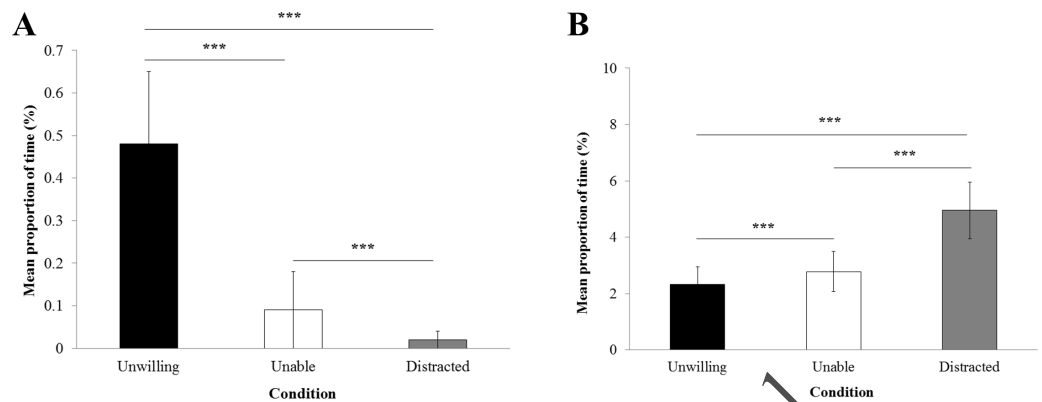 A
Mean proportion of time (%)
0.7
0.6
0.5
0.4
0.3
0.2
0.1
0
***
***
***
Unwilling Unable Distracted
Condition
B
Mean proportion of time (%)
10
8
6
4
2
0
***
***
***
Unwilling Unable Distracted
Condition